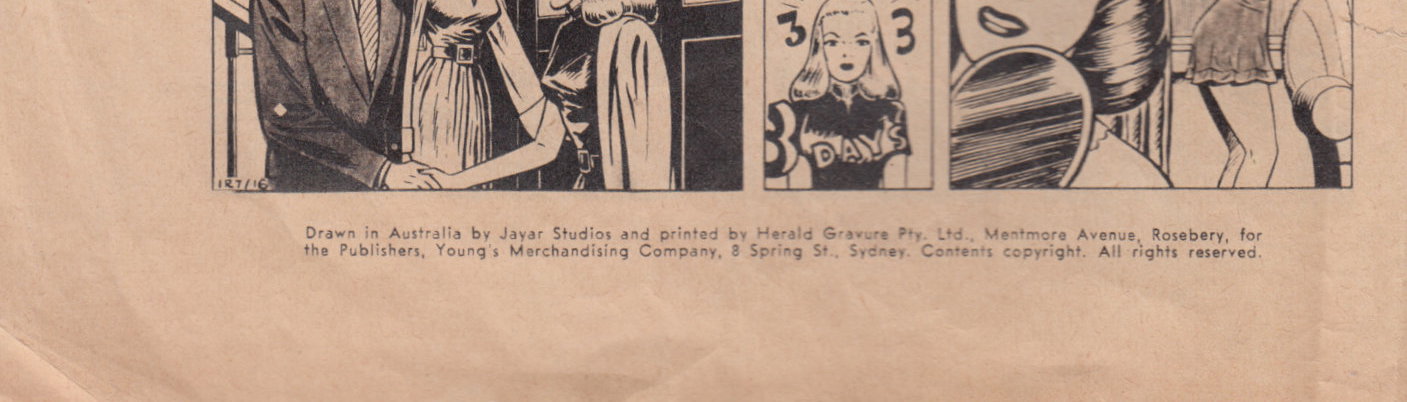 3 3
3 DAYS
1R7/16
Drawn in Australia by Jayar Studios and printed by Herald Gravure Pty. Ltd., Mentmore Avenue, Rosebery, for
the Publishers, Young's Merchandising Company, 8 Spring St., Sydney. Contents copyright. All rights reserved.